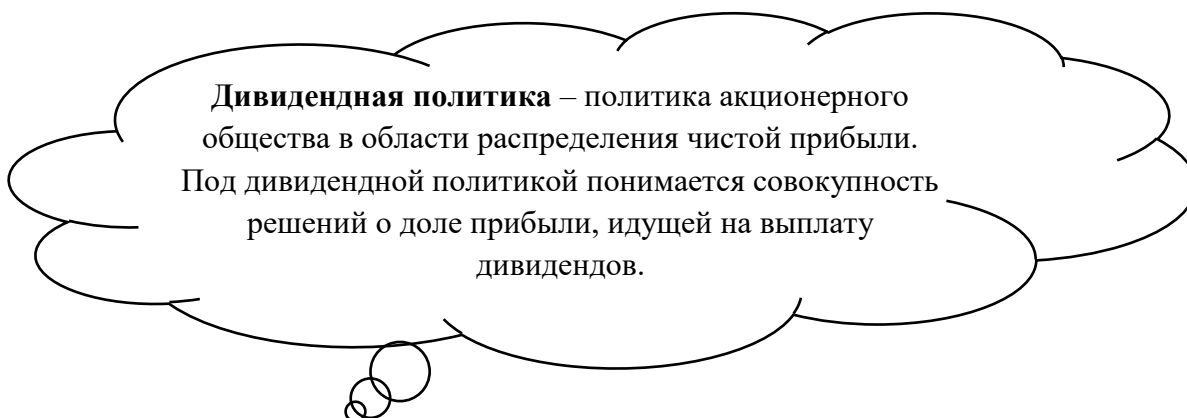 Дивидендная политика – политика акционерного
общества в области распределения чистой прибыли.
Под дивидендной политикой понимается совокупность
решений о доле прибыли, идущей на выплату
дивидендов.